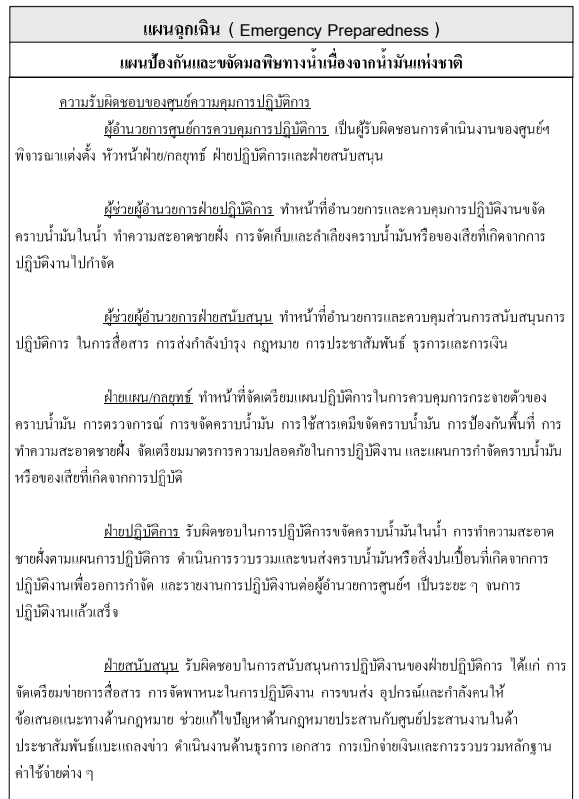 แผนฉุกเฉิน ( Emergency Preparedness )
แผนป้องกันและขจัดมลพิษทางน้ำเนื่องจากน้ำมันแห่งชาติ
ความรับผิดชอบของศูนย์ความคุมการปฏิบัติการ
ผู้อำนวยการศูนย์การควบคุมการปฏิบัติการ เป็นผู้รับผิดชอนการดำเนินงานของศูนย์ฯ
พิจารณาแต่งตั้ง หัวหน้าฝ่าย/กลยุทธ์ ฝ่ายปฏิบัติการและฝ่ายสนับสนุน
ผู้ช่วยผู้อำนวยการฝ่ายปฏิบัติการ ทำหน้าที่อำนวยการและควบคุมการปฏิบัติงานขจัด
คราบน้ำมันในน้ำ ทำความสะอาดชายฝั่ง การจัดเก็บและลำเลียงคราบน้ำมันหรือของเสียที่เกิดจากการ
ปฏิบัติงานไปกำจัด
ผู้ช่วยผู้อำนวยการฝ่ายสนับสนุน ทำหน้าที่อำนวยการและควบคุมส่วนการสนับสนุนการ
ปฏิบัติการ ในการสื่อสาร การส่งกำลังบำรุง กฎหมาย การประชาสัมพันธ์ ธุรการและการเงิน
ฝ่ายแผน/กลยุทธ์ ทำหน้าที่จัดเตรียมแผนปฏิบัติการในการควบคุมการกระจายตัวของ
คราบน้ำมัน การตรวจการณ์ การขจัดคราบน้ำมัน การใช้สารเคมีขจัดคราบน้ำมัน การป้องกันพื้นที่ การ
ทำความสะอาดชายฝั่ง จัดเตรียมมาตรการความปลอดภัยในการปฏิบัติงาน และแผนการกำจัดคราบน้ำมัน
หรือของเสียที่เกิดจากการปฏิบัติ
ฝ่ายปฏิบัติการ รับผิดชอบในการปฏิบัติการขจัดคราบน้ำมันในน้ำ การทำความสะอาด
ชายฝั่งตามแผนการปฏิบัติการ ดำเนินการรวบรวมและขนส่งคราบน้ำมันหรือสิ่งปนเปื้อนที่เกิดจากการ
ปฏิบัติงานเพื่อรอการกำจัด และรายงานการปฏิบัติงานต่อผู้อำนวยการศูนย์ฯ เป็นระยะ ๆ จนการ
ปฏิบัติงานแล้วเสร็จ
ฝ่ายสนับสนุน รับผิดชอบในการสนับสนุนการปฏิบัติงานของฝ่ายปฏิบัติการ ได้แก่ การ
จัดเตรียมข่ายการสื่อสาร การจัดพาหนะในการปฏิบัติงาน การขนส่ง อุปกรณ์และกำลังคนให้
ข้อเสนอแนะทางด้านกฎหมาย ช่วยแก้ไขปัญหาด้านกฎหมายประสานกับศูนย์ประสานงานในด้า
ประชาสัมพันธ์แบะแถลงข่าว ดำเนินงานด้านธุรการ เอกสาร การเบิกจ่ายเงินและการรวบรวมหลักฐาน
ค่าใช้จ่ายต่าง ๆ